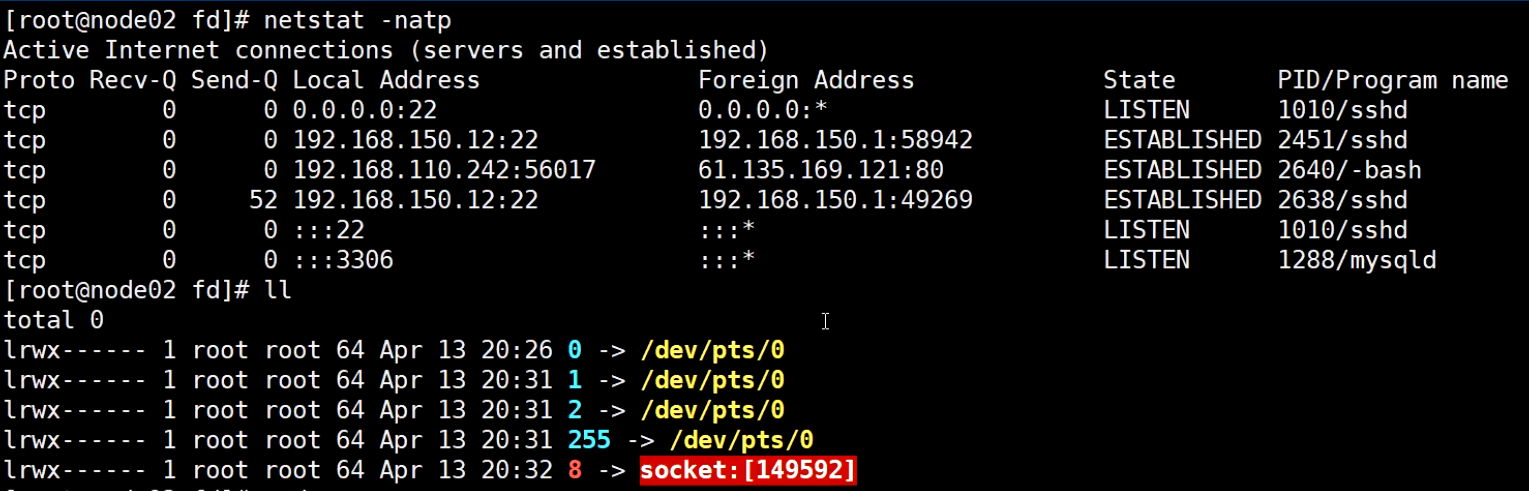 [root@node02 fd]# netstat -natp
Active Internet connections (servers and established)
Proto Recv-Q Send-Q Local Address               Foreign Address             State       PID/Program name
tcp        0      0 0.0.0.0:22                  0.0.0.0:*                   LISTEN      1010/sshd
tcp        0      0 192.168.150.12:22           192.168.150.1:58942         ESTABLISHED 2451/sshd
tcp        0      0 192.168.110.242:56017       61.135.169.121:80           ESTABLISHED 2640/-bash
tcp        0     52 192.168.150.12:22           192.168.150.1:49269         ESTABLISHED 2638/sshd
tcp        0      0 :::22                       :::*                        LISTEN      1010/sshd
tcp        0      0 :::3306                     :::*                        LISTEN      1288/mysqld
[root@node02 fd]# ll
total 0
lrwx------ 1 root root 64 Apr 13 20:26 0 -> /dev/pts/0
lrwx------ 1 root root 64 Apr 13 20:31 1 -> /dev/pts/0
lrwx------ 1 root root 64 Apr 13 20:31 2 -> /dev/pts/0
lrwx------ 1 root root 64 Apr 13 20:31 255 -> /dev/pts/0
lrwx------ 1 root root 64 Apr 13 20:32 8 -> socket:[149592]